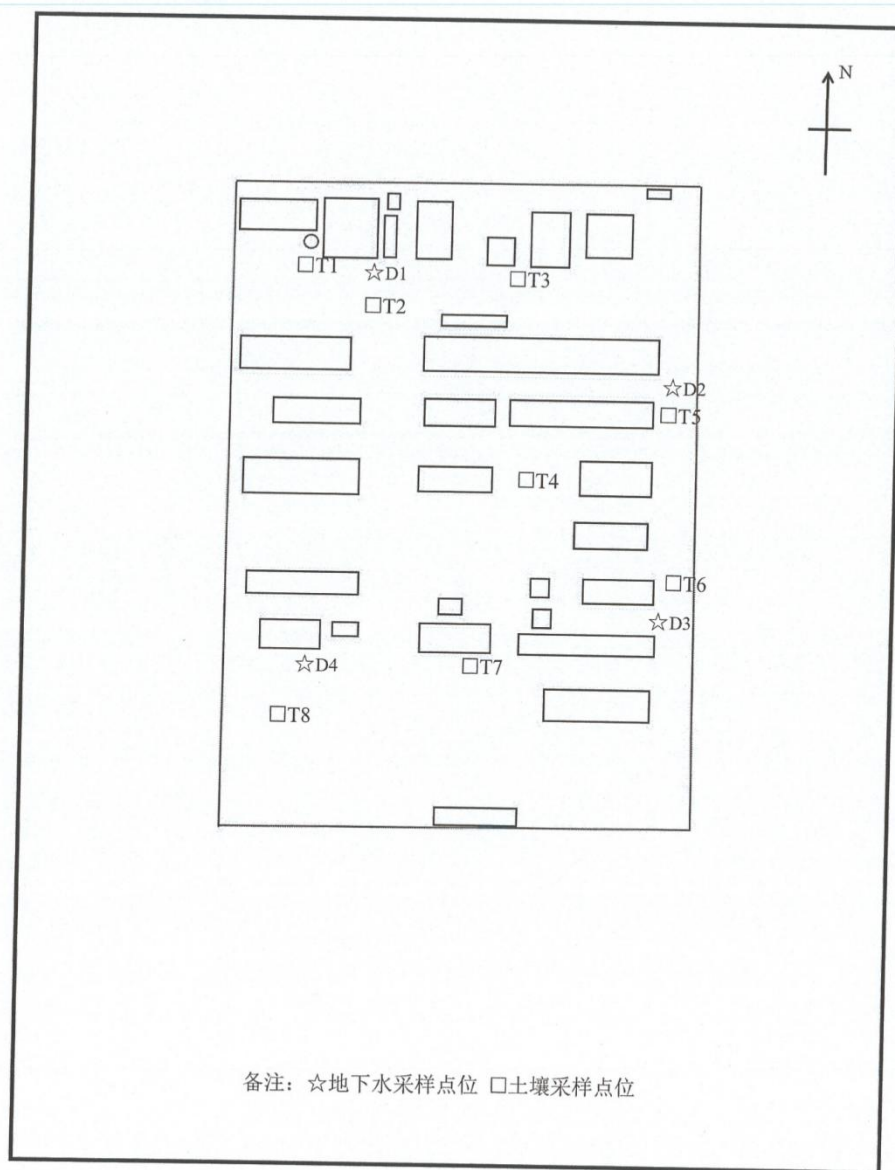 N
□T1
☆D1
□T3
□T2
☆D2
□T5
□T4
□T6
☆D3
☆D4
□T7
□T8
备注：☆地下水采样点位 □土壤采样点位